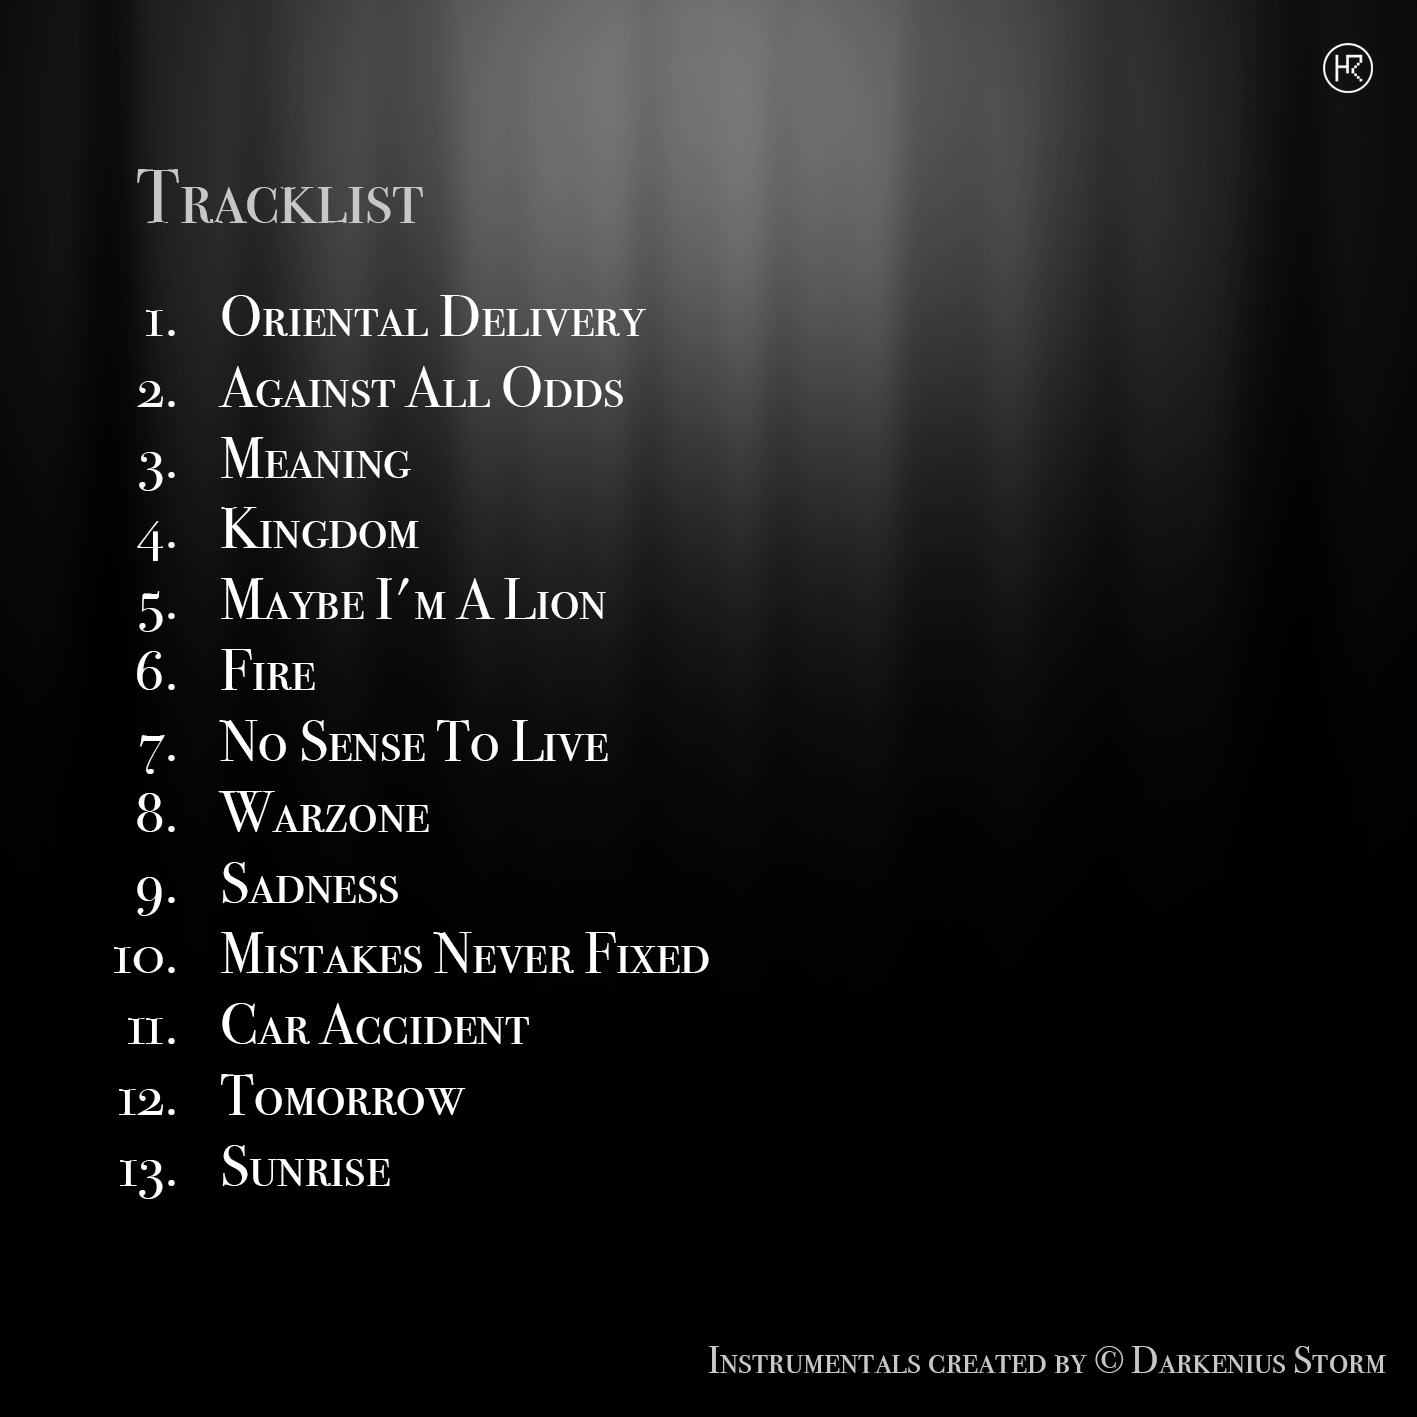 HR
Tracklist
1. Oriental Delivery
2. Against All Odds
3. Meaning
4. Kingdom
5. Maybe I'm A Lion
6. Fire
7. No Sense To Live
8. Warzone
9. Sadness
10. Mistakes Never Fixed
11. Car Accident
12. Tomorrow
13. Sunrise
Instrumentals created by © Darkenius Storm